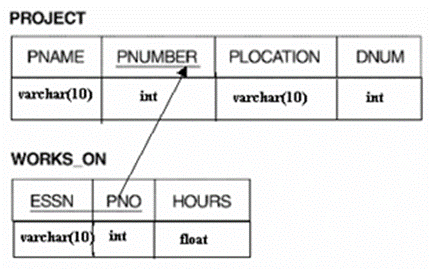 PROJECT
PNAME PNUMBER PLOCATION DNUM
varchar(10) int varchar(10) int
WORKS_ON
ESSN PNO HOURS
varchar(10) int float